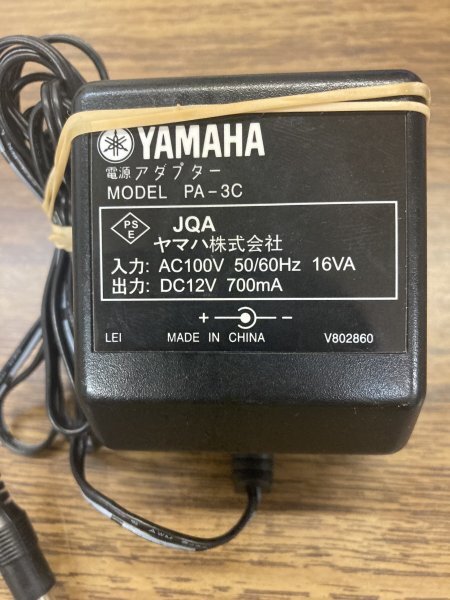 YAMAHA
電源アダプター
MODEL PA-3C
PS
E
JQA
ヤマハ株式会社
入力: AC100V 50/60Hz 16VA
出力: DC12V 700mA
+ −
LEI MADE IN CHINA V802860